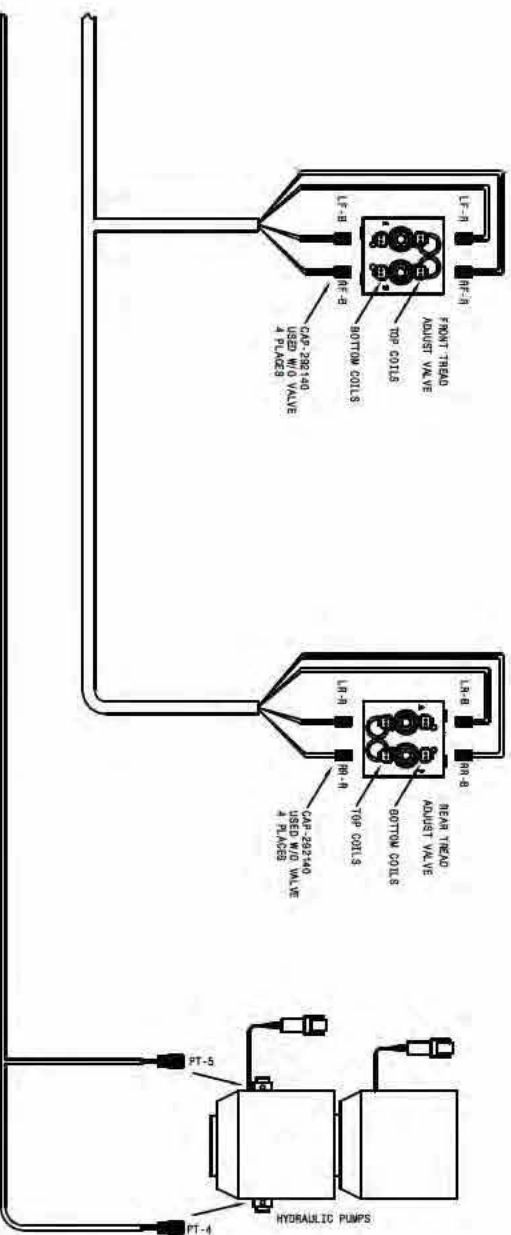 LF-B
RF-B
LF-R
RF-R
FRONT TREAD
ADJUST VALVE
TOP COILS
BOTTOM COILS
CAP-292140
USED W/O VALVE
4 PLACES
LR-R
RR-R
LR-B
RR-B
REAR TREAD
ADJUST VALVE
BOTTOM COILS
TOP COILS
CAP-292140
USED W/O VALVE
4 PLACES
PT-5
PT-4
HYDRAULIC PUMPS